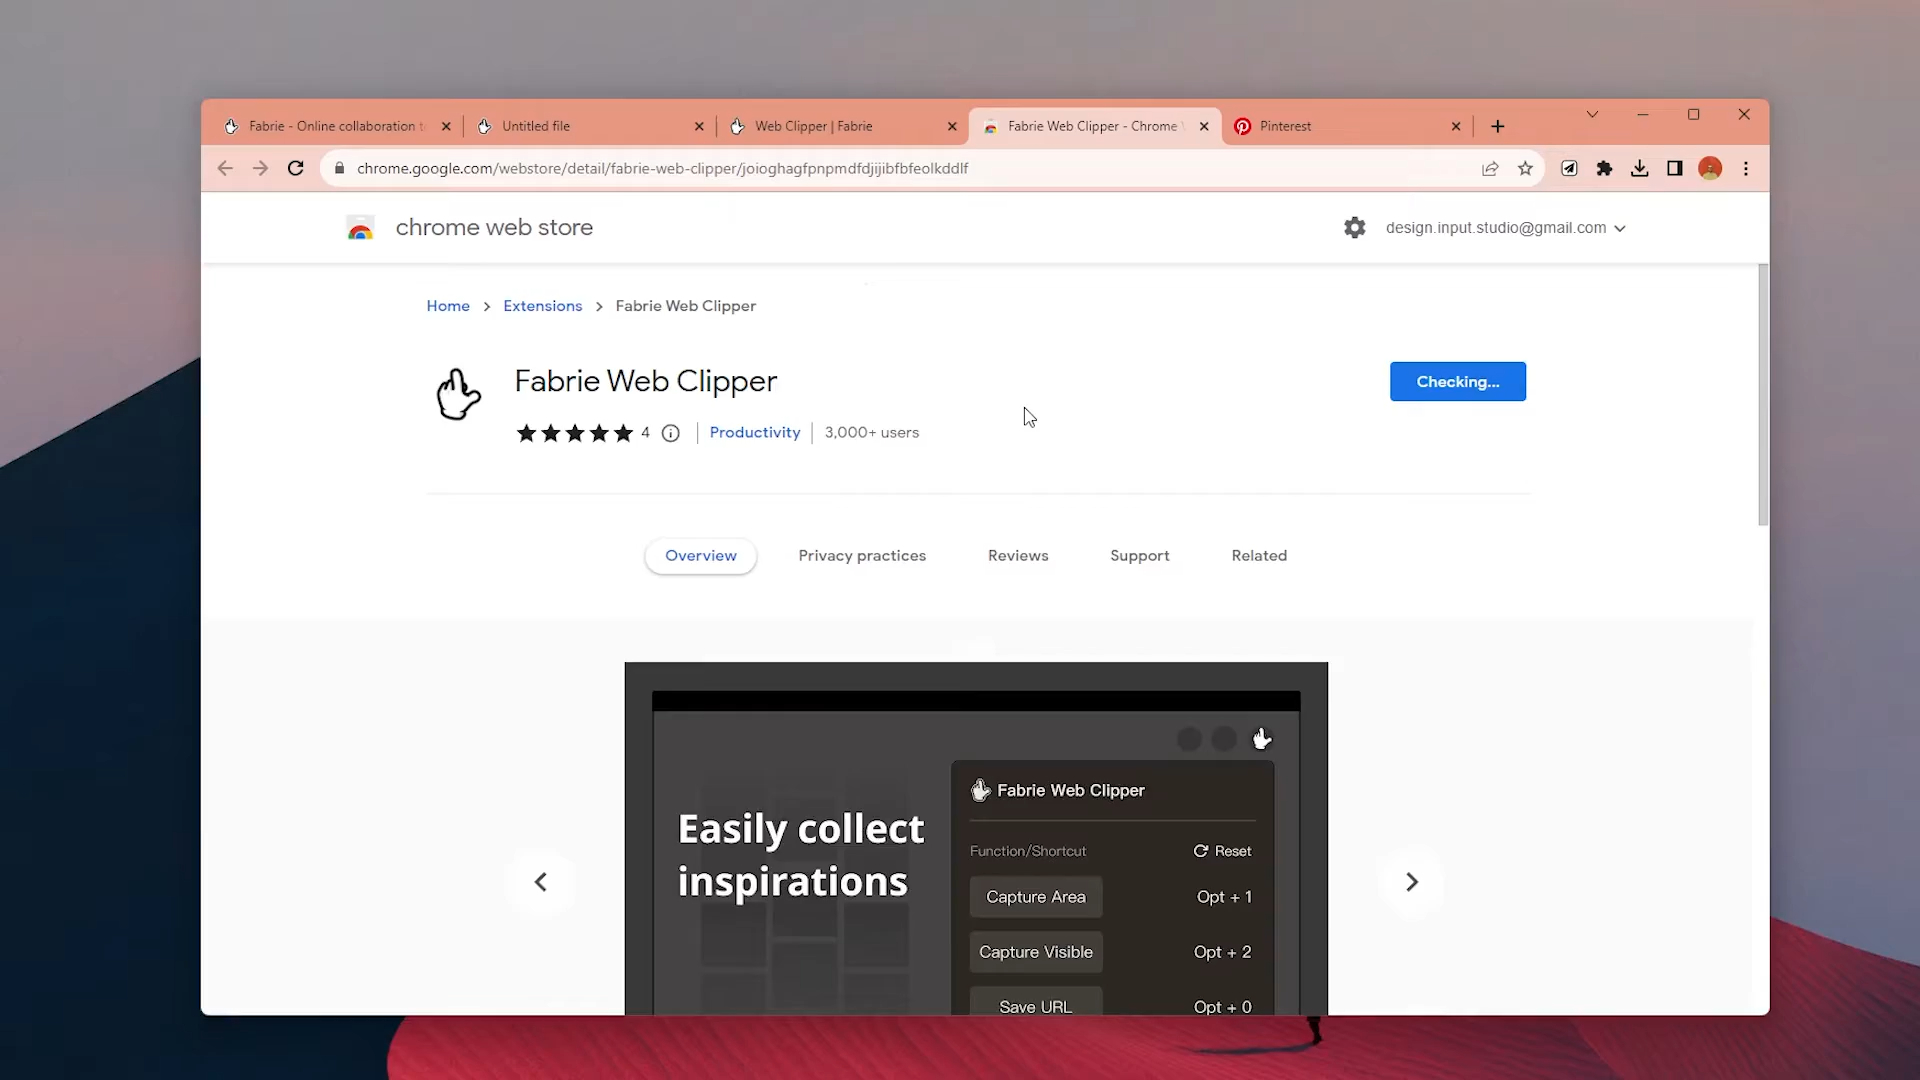 Fabrie - Online collaboration t
Untitled file
Web Clipper | Fabrie
Fabrie Web Clipper - Chrome
Pinterest
chrome.google.com/webstore/detail/fabrie-web-clipper/joioghagfpnpmdfdjijibfbfeolkddlf
chrome web store
design.input.studio@gmail.com
Home > Extensions > Fabrie Web Clipper
Fabrie Web Clipper
Checking...
4
Productivity
3,000+ users
Overview
Privacy practices
Reviews
Support
Related
Easily collect
inspirations
Fabrie Web Clipper
Function/Shortcut
Reset
Capture Area
Opt + 1
Capture Visible
Opt + 2
Save URL
Opt + 0